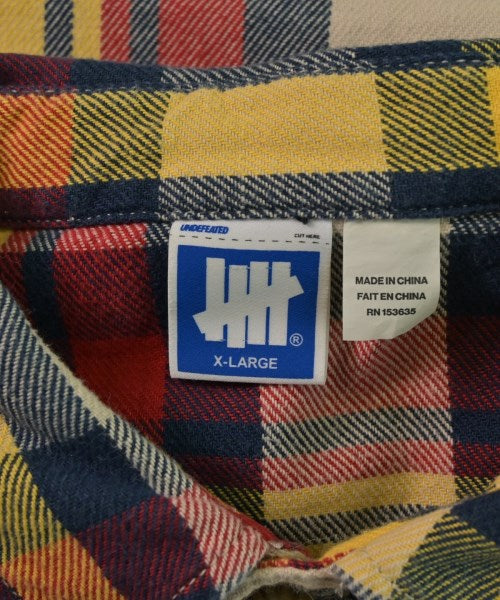 UNDEFEATED
CUT HERE
®
X-LARGE
MADE IN CHINA
FAIT EN CHINA
RN 153635